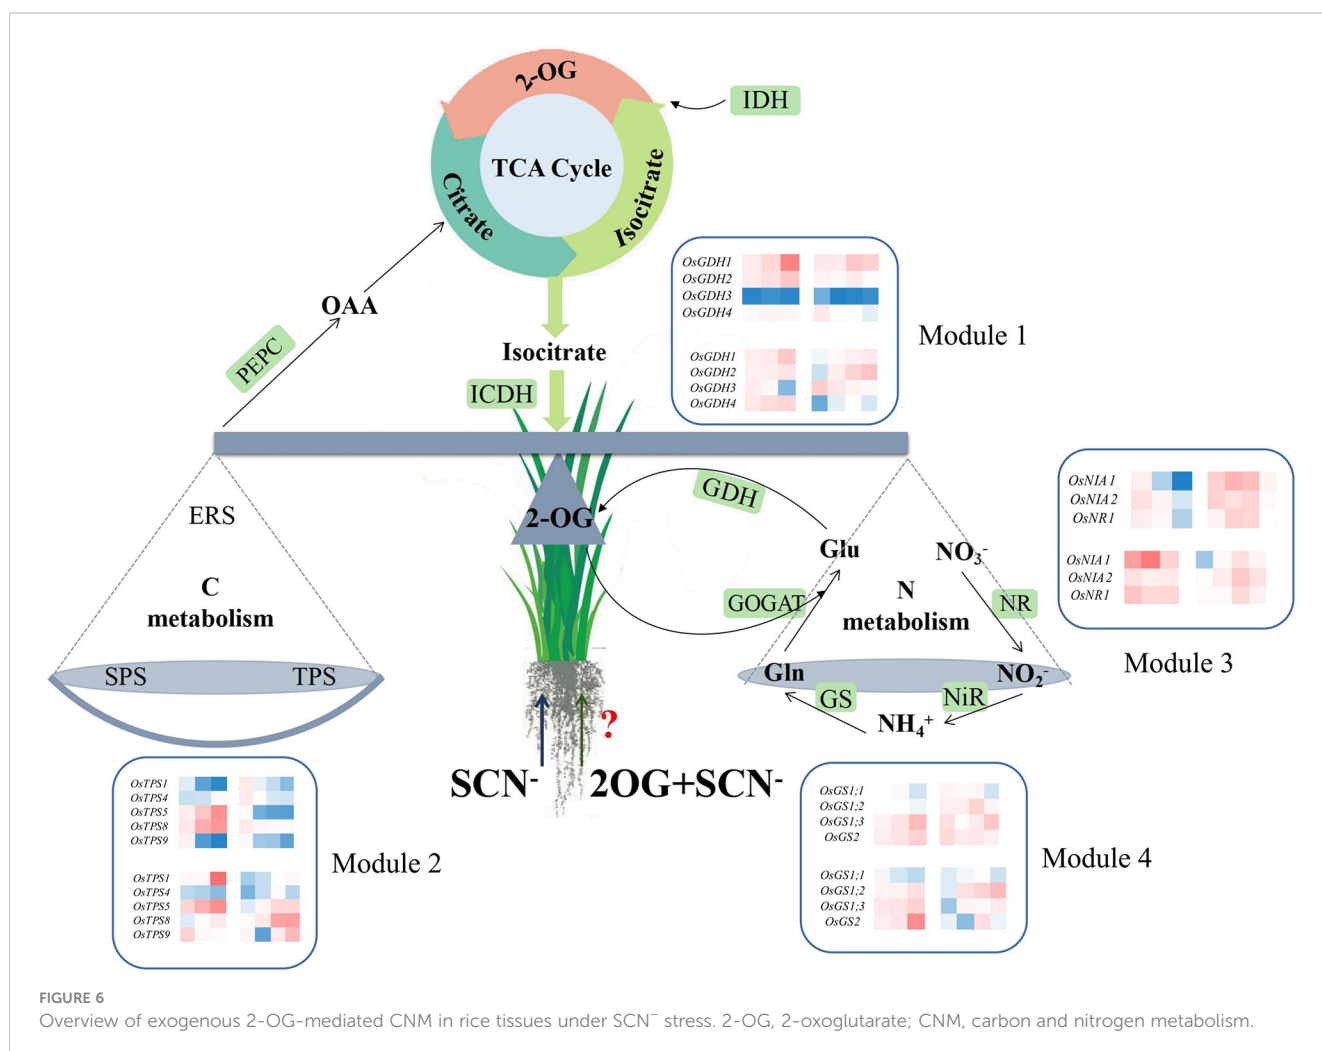 2-OG
IDH
TCA Cycle
Citrate
Isocitrate
OAA
PEPC
Isocitrate
ICDH
OsGDH1
OsGDH2
OsGDH3
OsGDH4
OsGDH1
OsGDH2
OsGDH3
OsGDH4
Module 1
ERS
C
metabolism
SPS TPS
2-OG
GDH
Glu
GOGAT
Gln
GS
NH₄⁺
NiR
NO₂⁻
NR
NO₃⁻
N
metabolism
OsNIA1
OsNIA2
OsNR1
OsNIA1
OsNIA2
OsNR1
Module 3
SCN⁻
?
2OG+SCN⁻
OsTPS1
OsTPS4
OsTPS5
OsTPS8
OsTPS9
OsTPS1
OsTPS4
OsTPS5
OsTPS8
OsTPS9
Module 2
OsGS1;1
OsGS1;2
OsGS1;3
OsGS2
OsGS1;1
OsGS1;2
OsGS1;3
OsGS2
Module 4
FIGURE 6
Overview of exogenous 2-OG-mediated CNM in rice tissues under SCN⁻ stress. 2-OG, 2-oxoglutarate; CNM, carbon and nitrogen metabolism.